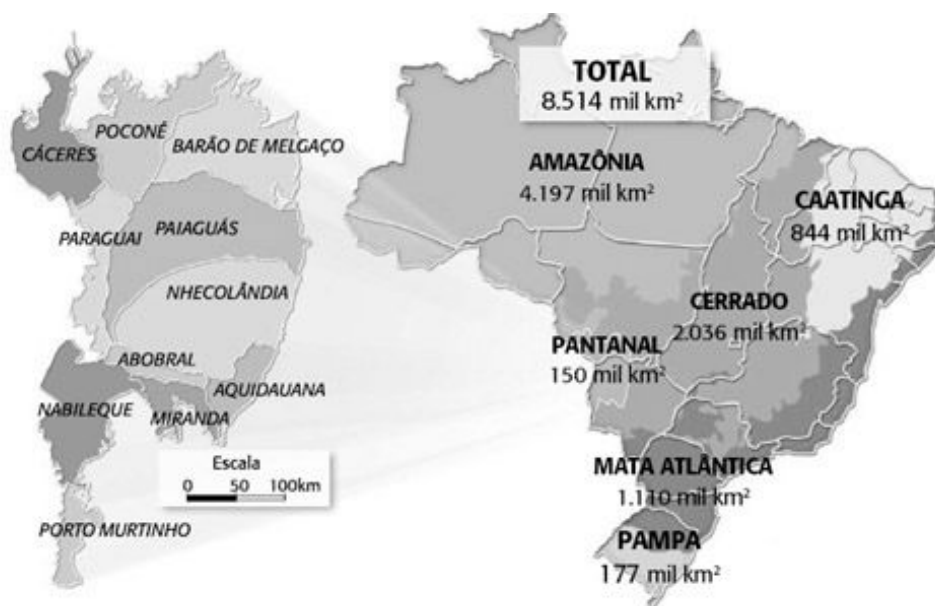 CÁCERES
POCONÉ
BARÃO DE MELGAÇO
PARAGUAI
PAIAGUÁS
NHECOLÂNDIA
ABOBRAL
AQUIDAUANA
NABILEQUE
MIRANDA
Escala
0 50 100km
PORTO MURTINHO
TOTAL
8.514 mil km²
AMAZÔNIA
4.197 mil km²
CAATINGA
844 mil km²
CERRADO
2.036 mil km²
PANTANAL
150 mil km²
MATA ATLÂNTICA
1.110 mil km²
PAMPA
177 mil km²